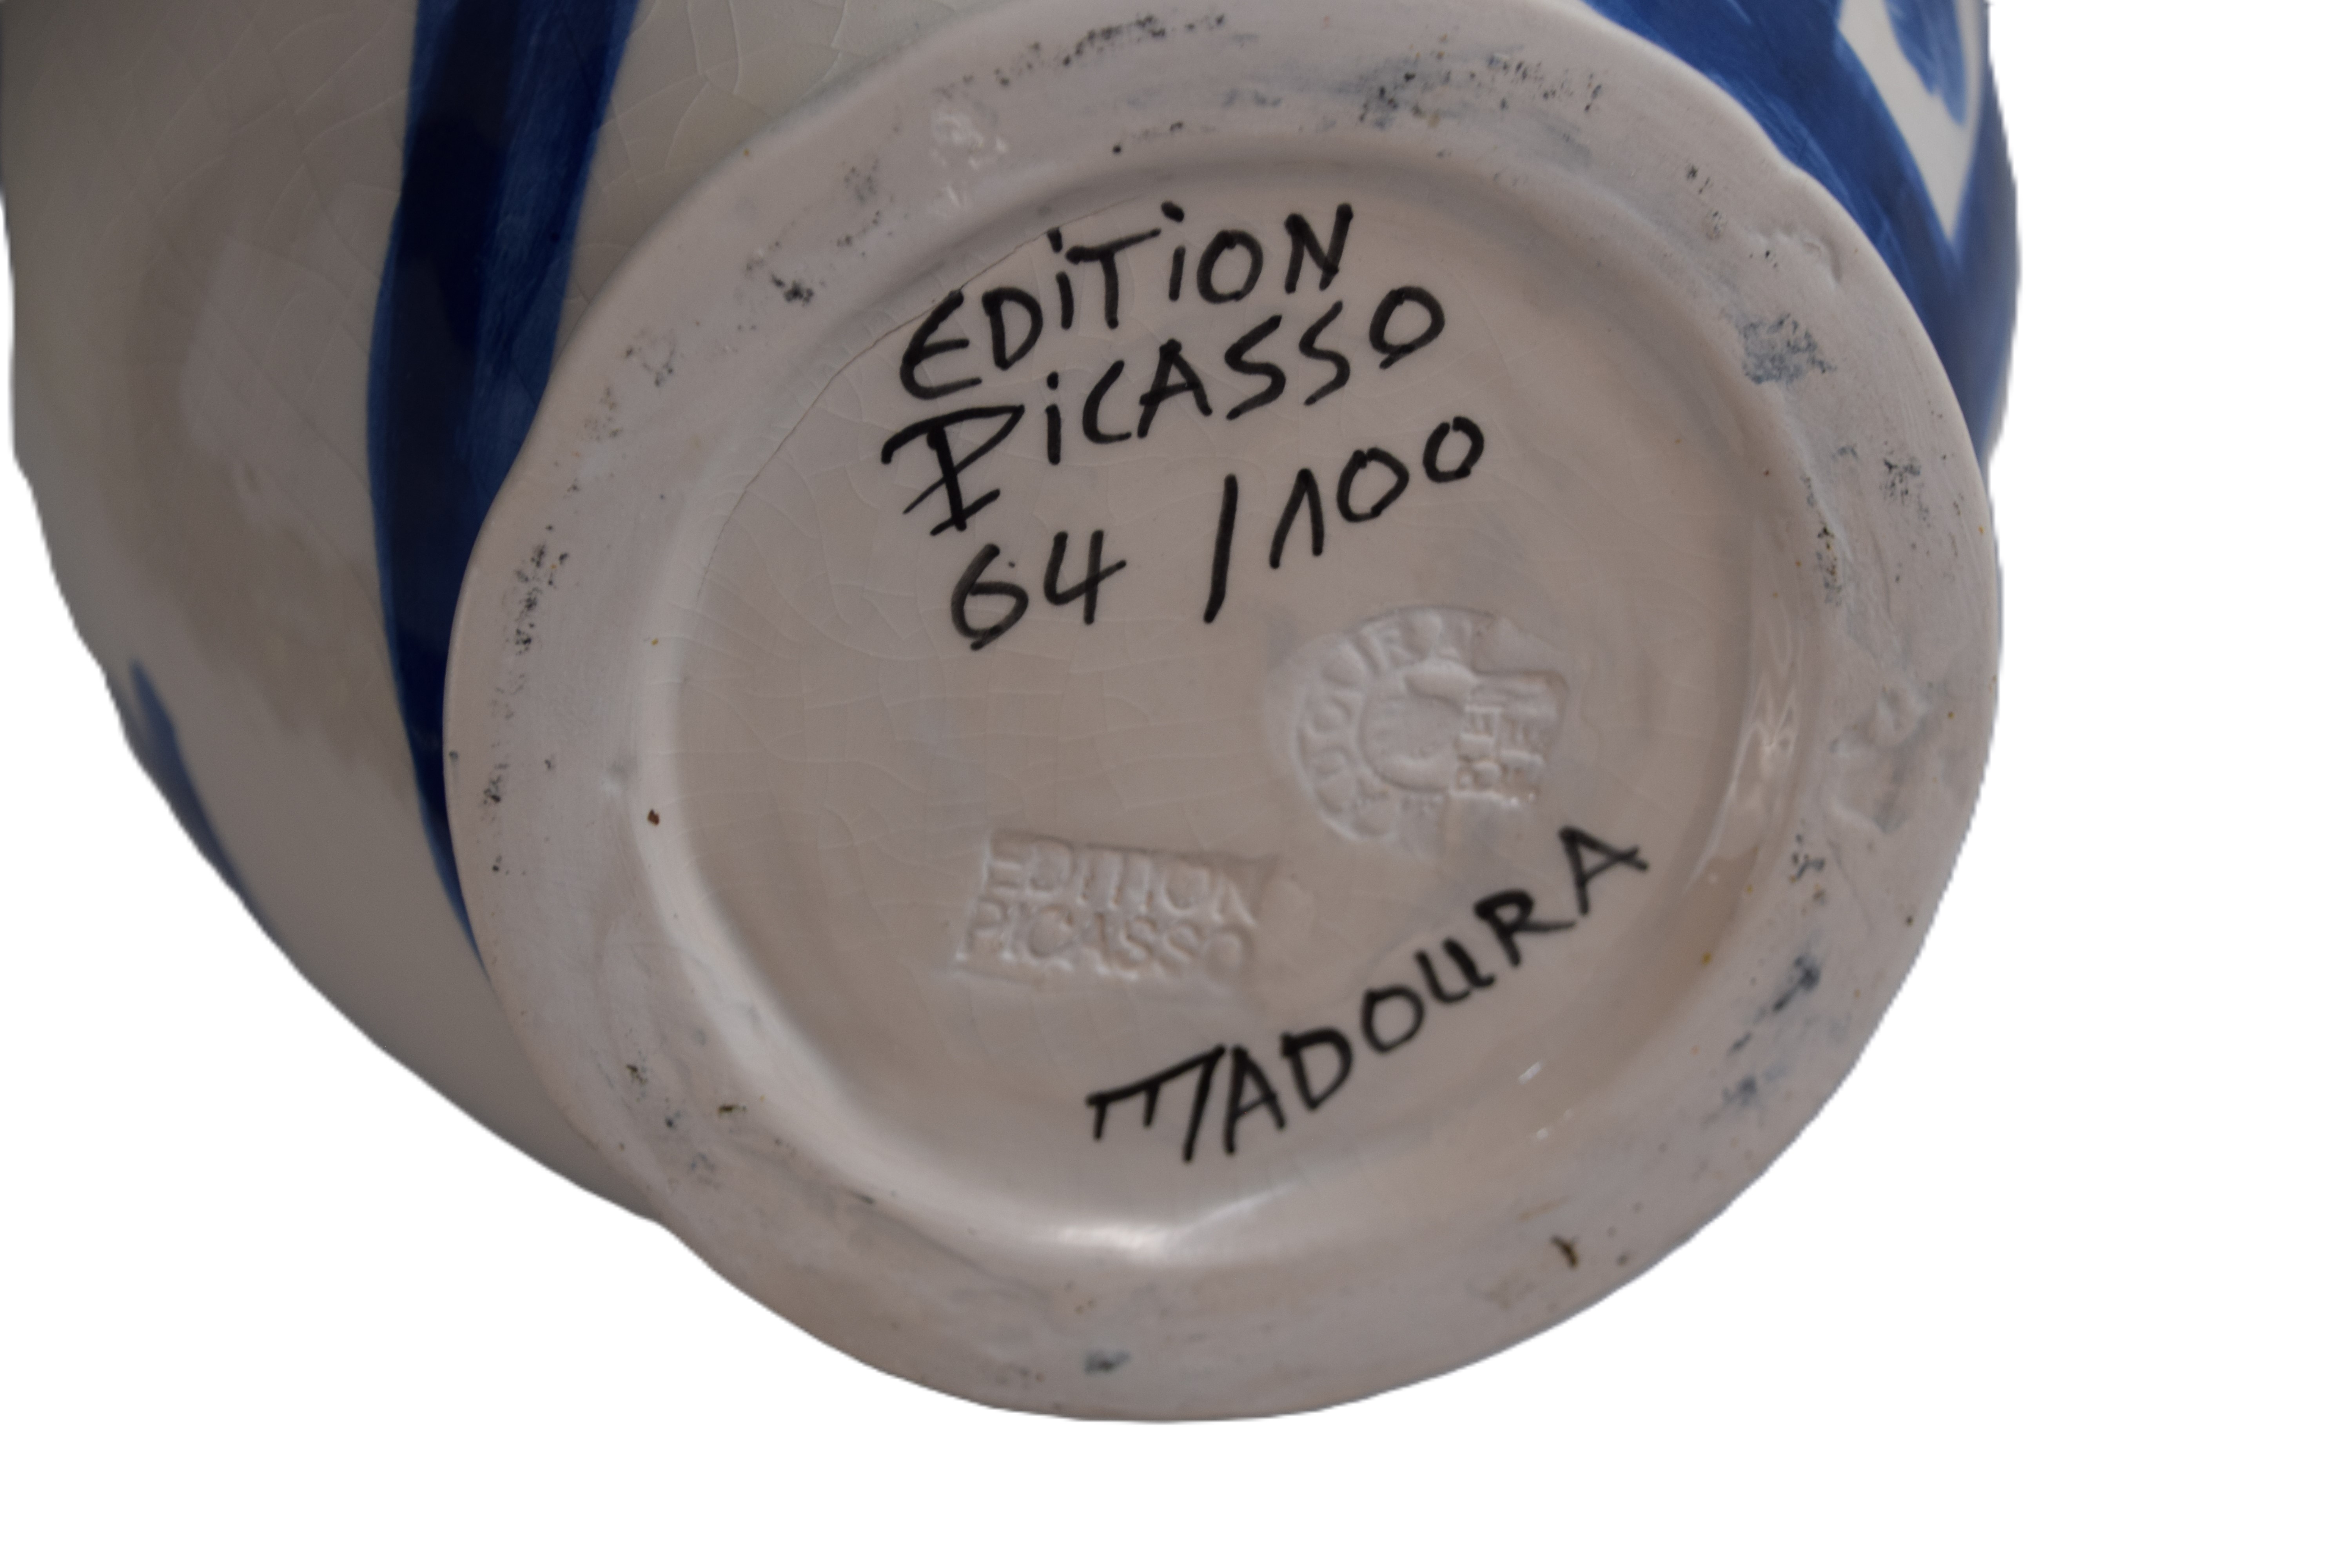 EDiTiON
PiCASSO
64/100
EDITION
PICASSO
MADOURA